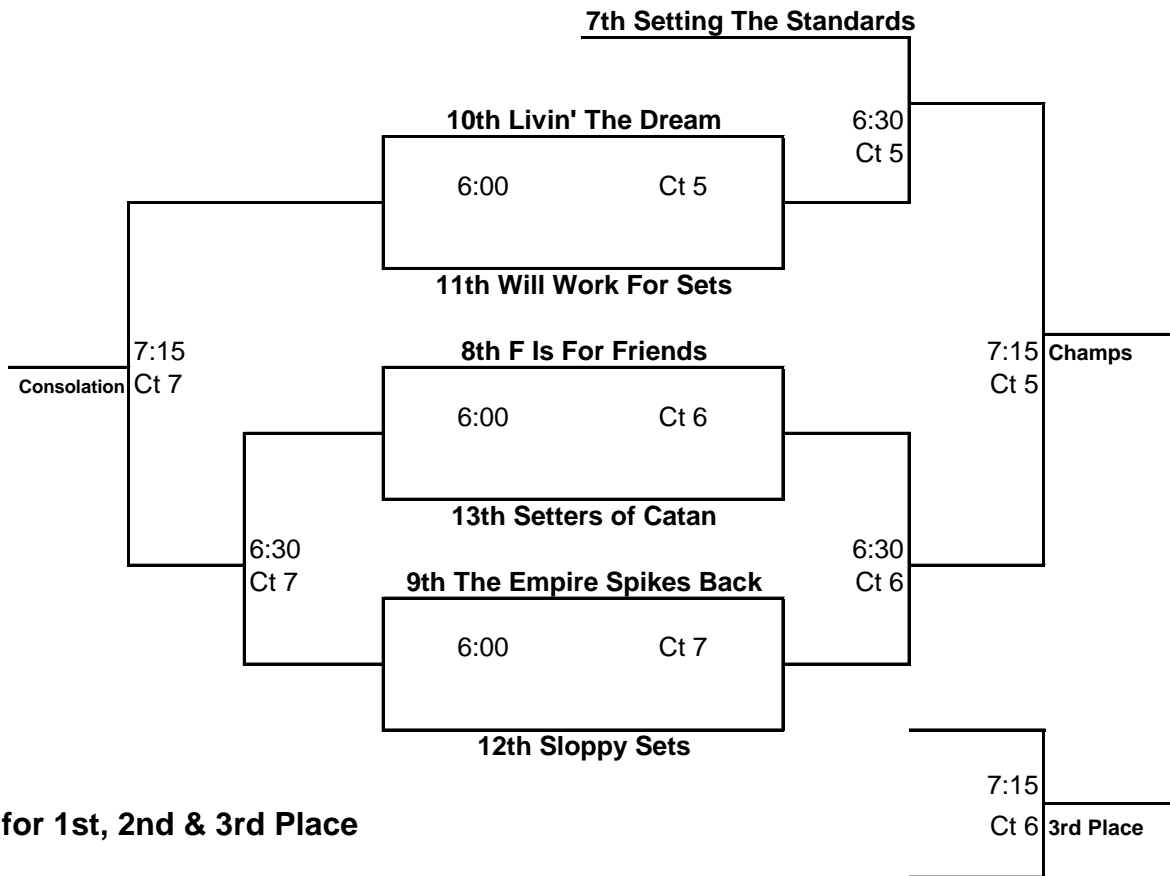 7th Setting The Standards
10th Livin' The Dream
6:30
Ct 5
6:00 Ct 5
11th Will Work For Sets
7:15
Ct 7
Consolation
8th F Is For Friends
7:15 Champs
Ct 5
6:00 Ct 6
13th Setters of Catan
6:30
Ct 7
6:30
Ct 6
9th The Empire Spikes Back
6:00 Ct 7
12th Sloppy Sets
7:15
Ct 6 3rd Place
for 1st, 2nd & 3rd Place